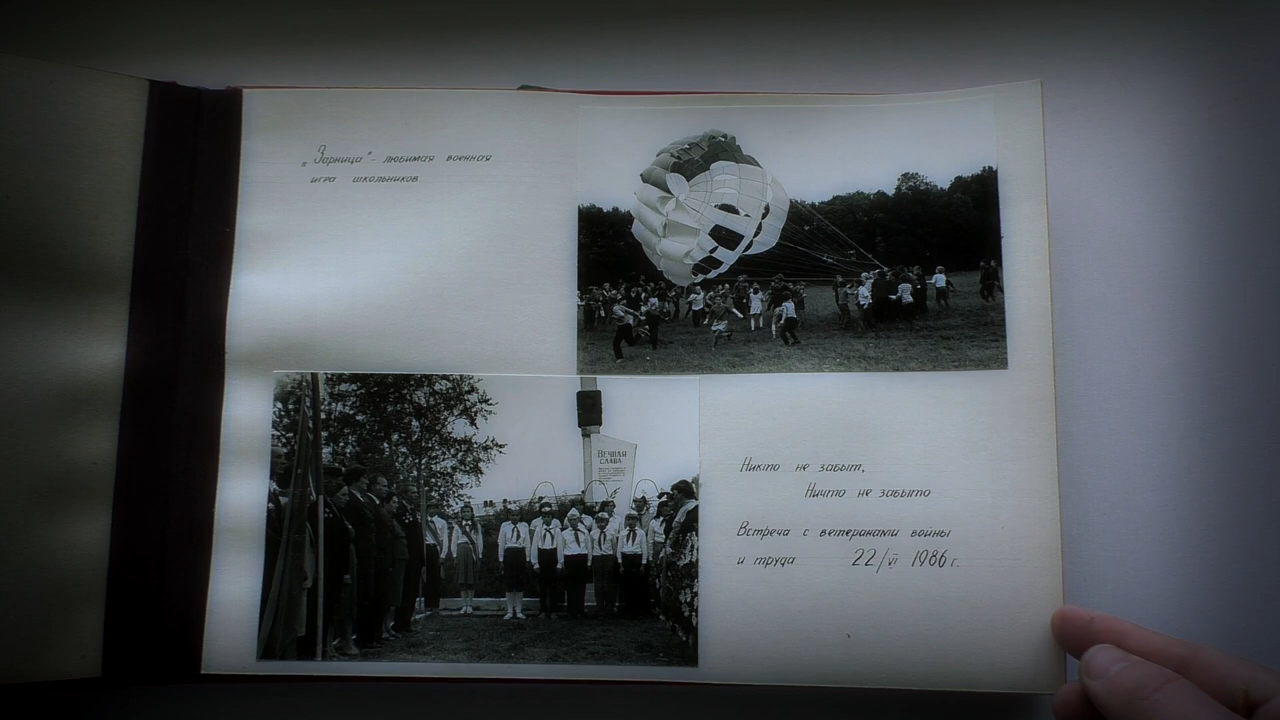 „Зарница“ - любимая военная
игра школьников.
ВЕЧНАЯ
СЛАВА
Никто не забыт,
Ничто не забыто
Встреча с ветеранами войны
и труда 22/VI 1986г.